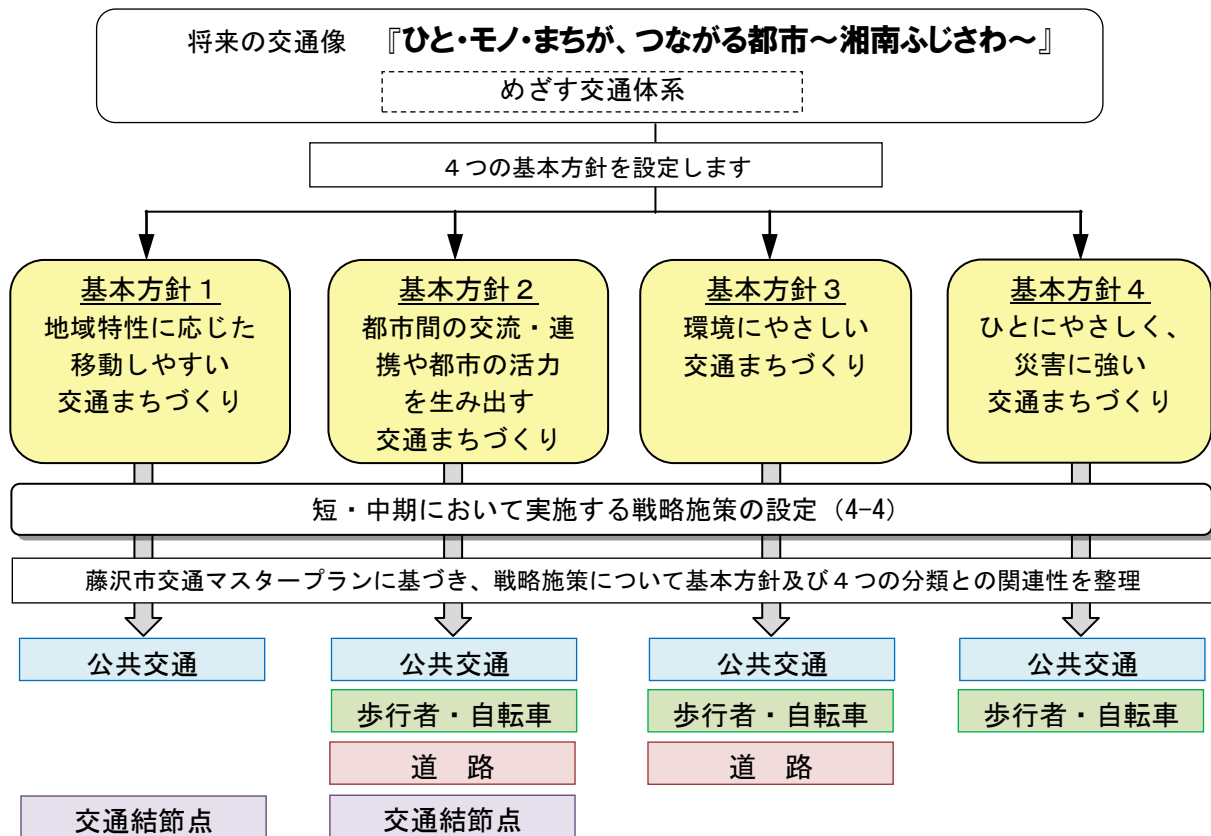 将来の交通像　『ひと・モノ・まちが、つながる都市～湘南ふじさわ～』
めざす交通体系
４つの基本方針を設定します
基本方針１
地域特性に応じた
移動しやすい
交通まちづくり
基本方針２
都市間の交流・連
携や都市の活力
を生み出す
交通まちづくり
基本方針３
環境にやさしい
交通まちづくり
基本方針４
ひとにやさしく、
災害に強い
交通まちづくり
短・中期において実施する戦略施策の設定（4-4）
藤沢市交通マスタープランに基づき、戦略施策について基本方針及び４つの分類との関連性を整理
公共交通
公共交通
公共交通
公共交通
歩行者・自転車
歩行者・自転車
歩行者・自転車
道　路
道　路
交通結節点
交通結節点